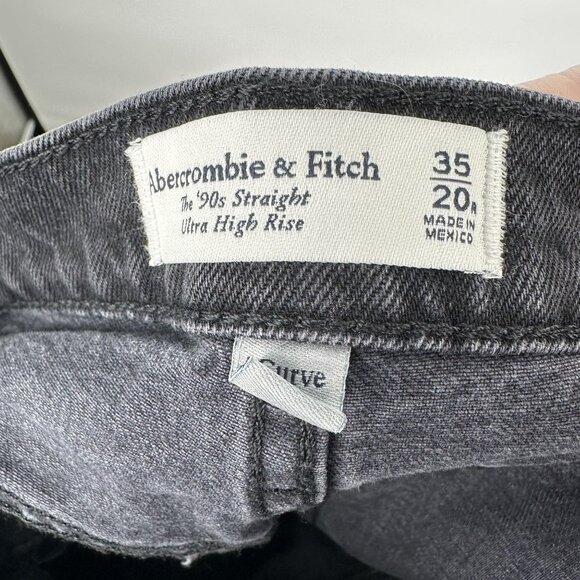 Abercrombie & Fitch
The '90s Straight
Ultra High Rise
35
20R
MADE IN
MEXICO
Curve